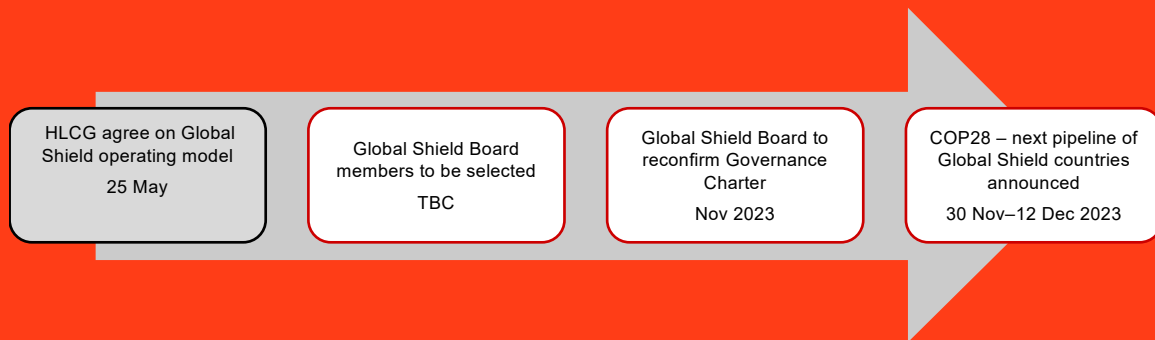 HLCG agree on Global
Shield operating model
25 May
Global Shield Board
members to be selected
TBC
Global Shield Board to
reconfirm Governance
Charter
Nov 2023
COP28 – next pipeline of
Global Shield countries
announced
30 Nov–12 Dec 2023